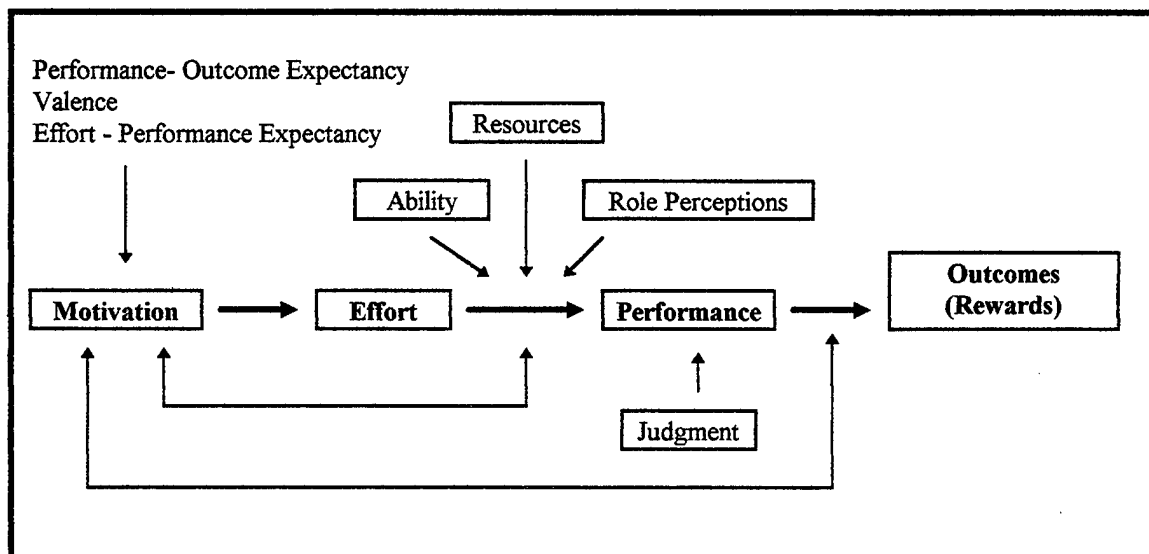 Performance- Outcome Expectancy
Valence
Effort - Performance Expectancy
Resources
Ability
Role Perceptions
Motivation
Effort
Performance
Outcomes
(Rewards)
Judgment